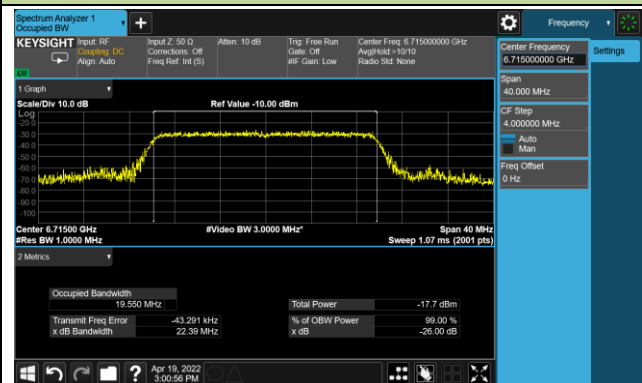 Spectrum Analyzer 1
Occupied BW
Frequency
KEYSIGHT
Input: RF
Coupling: DC
Align: Auto
Input Z: 50 Ω
Corrections: Off
Freq Ref: Int (S)
Atten: 10 dB
Trig: Free Run
Gate: Off
#IF Gain: Low
Center Freq: 6.715000000 GHz
Avg|Hold:>10/10
Radio Std: None
Center Frequency
6.715000000 GHz
Settings
Span
40.000 MHz
CF Step
4.000000 MHz
Auto
Man
Freq Offset
0 Hz
1 Graph
Scale/Div 10.0 dB
Ref Value -10.00 dBm
Log
-20.0
-30.0
-40.0
-50.0
-60.0
-70.0
-80.0
-90.0
-100
Center 6.71500 GHz
#Video BW 3.0000 MHz*
Span 40 MHz
#Res BW 1.0000 MHz
Sweep 1.07 ms (2001 pts)
2 Metrics
Occupied Bandwidth
19.550 MHz
Total Power -17.7 dBm
Transmit Freq Error -43.291 kHz
% of OBW Power 99.00 %
x dB Bandwidth 22.39 MHz
x dB -26.00 dB
Apr 19, 2022
3:00:56 PM